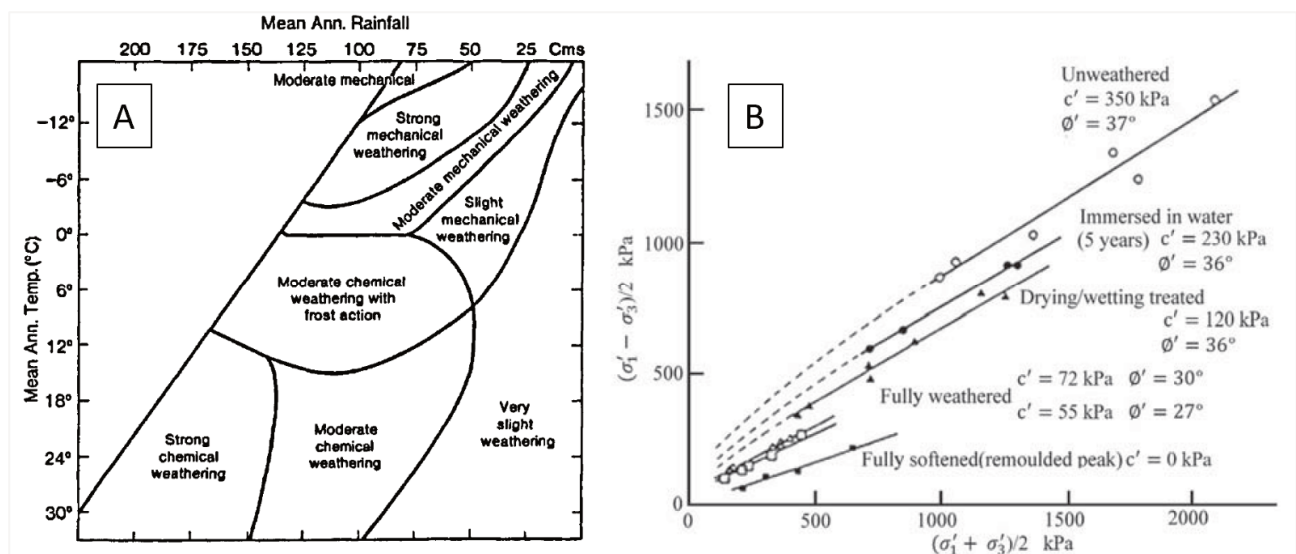 Mean Ann. Rainfall
200 175 150 125 100 75 50 25 Cms
A
Mean Ann. Temp.(°C)
-12°
-6°
0°
6°
12°
18°
24°
30°
Moderate mechanical
Strong
mechanical
weathering
Moderate mechanical weathering
Slight
mechanical
weathering
Moderate chemical
weathering with
frost action
Strong
chemical
weathering
Moderate
chemical
weathering
Very
slight
weathering
B
(σ′1 − σ′3)/2 kPa
1500
1000
500
0
Unweathered
c′ = 350 kPa
Ø′ = 37°
Immersed in water
(5 years) c′ = 230 kPa
Ø′ = 36°
Drying/wetting treated
c′ = 120 kPa
Ø′ = 36°
Fully weathered c′ = 72 kPa Ø′ = 30°
c′ = 55 kPa Ø′ = 27°
Fully softened(remoulded peak) c′ = 0 kPa
0 500 1000 1500 2000
(σ′1 + σ′3)/2 kPa